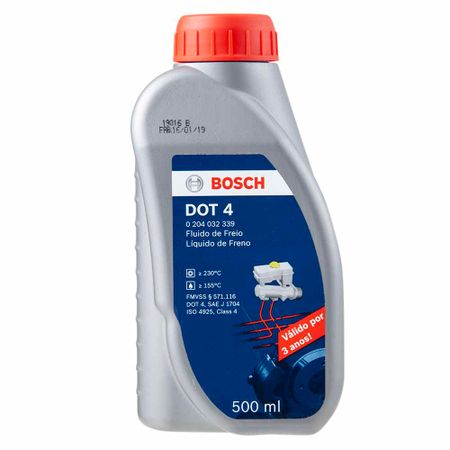 19016 B
FAB.16/01/19
BOSCH
DOT 4
0 204 032 339
Fluido de Freio
Líquido de Freno
≥ 230°C
≥ 155°C
FMVSS § 571.116
DOT 4, SAE J 1704
ISO 4925, Class 4
Válido por
3 anos!
500 ml